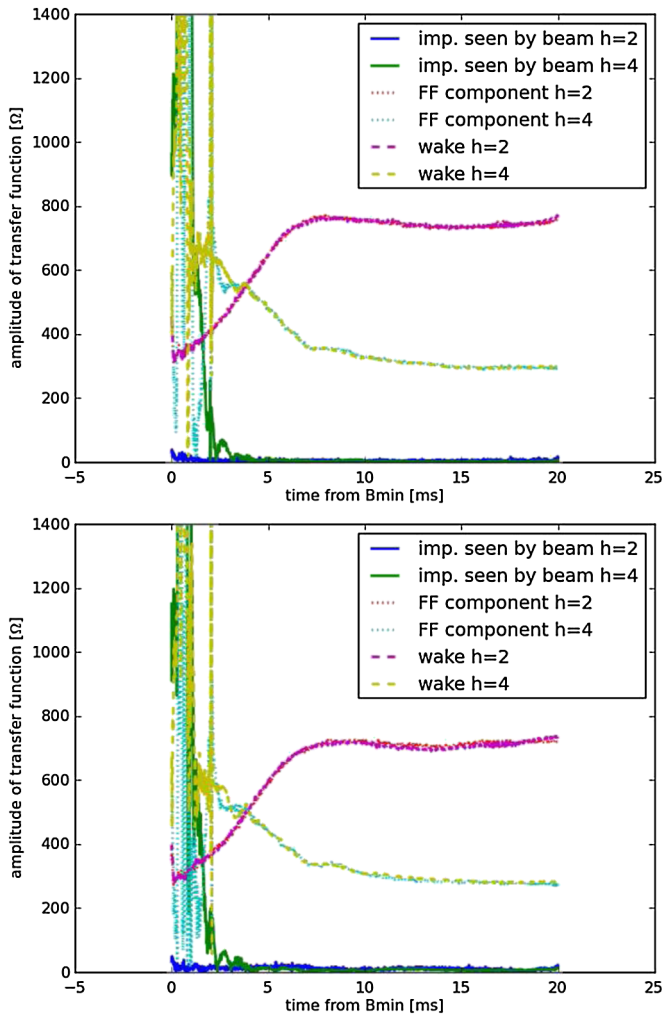 1400
1200
1000
800
600
400
200
0
amplitude of transfer function [Ω]
imp. seen by beam h=2
imp. seen by beam h=4
FF component h=2
FF component h=4
wake h=2
wake h=4
−5 0 5 10 15 20 25
time from Bmin [ms]
1400
1200
1000
800
600
400
200
0
amplitude of transfer function [Ω]
imp. seen by beam h=2
imp. seen by beam h=4
FF component h=2
FF component h=4
wake h=2
wake h=4
−5 0 5 10 15 20 25
time from Bmin [ms]